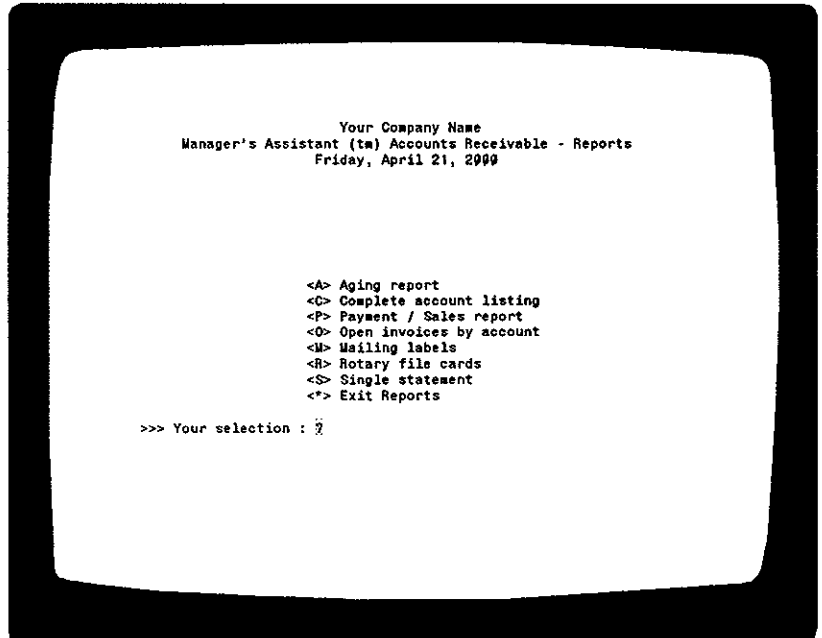 Your Company Name
Manager's Assistant (tm) Accounts Receivable - Reports
Friday, April 21, 2000
<A> Aging report
<C> Complete account listing
<P> Payment / Sales report
<O> Open invoices by account
<M> Mailing labels
<R> Rotary file cards
<S> Single statement
<*> Exit Reports
>>> Your selection : ?